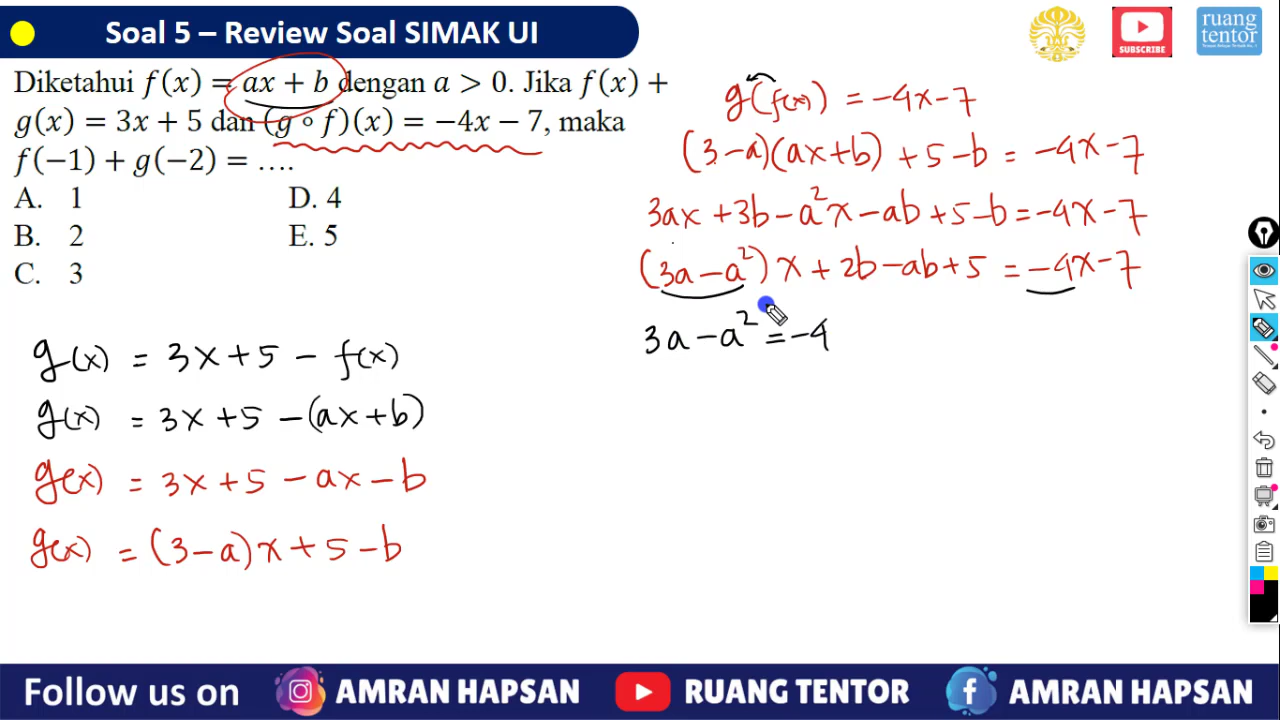 Soal 5 – Review Soal SIMAK UI
SUBSCRIBE
ruang
tentor
Diketahui f(x) = ax + b dengan a > 0. Jika f(x) +
g(x) = 3x + 5 dan (g ∘ f)(x) = −4x − 7, maka
f(−1) + g(−2) = ….
A. 1
D. 4
B. 2
E. 5
C. 3
g(x) = 3x + 5 − f(x)
g(x) = 3x + 5 − (ax + b)
g(x) = 3x + 5 − ax − b
g(x) = (3 − a)x + 5 − b
g(f(x)) = −4x − 7
(3 − a)(ax + b) + 5 − b = −4x − 7
3ax + 3b − a²x − ab + 5 − b = −4x − 7
(3a − a²)x + 2b − ab + 5 = −4x − 7
3a − a² = −4
Follow us on
AMRAN HAPSAN
RUANG TENTOR
AMRAN HAPSAN